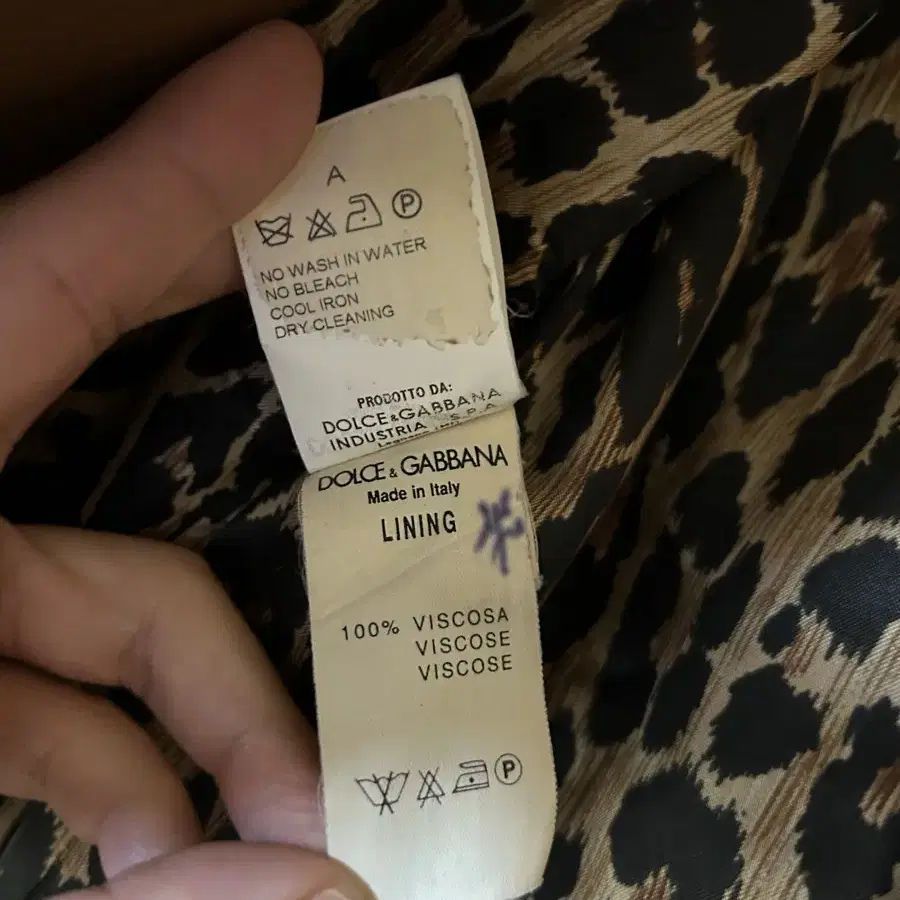 A
P
NO WASH IN WATER
NO BLEACH
COOL IRON
DRY CLEANING
PRODOTTO DA:
DOLCE&GABBANA
INDUSTRIA S.P.A
DOLCE & GABBANA
Made in Italy
LINING
100% VISCOSA
VISCOSE
VISCOSE
P